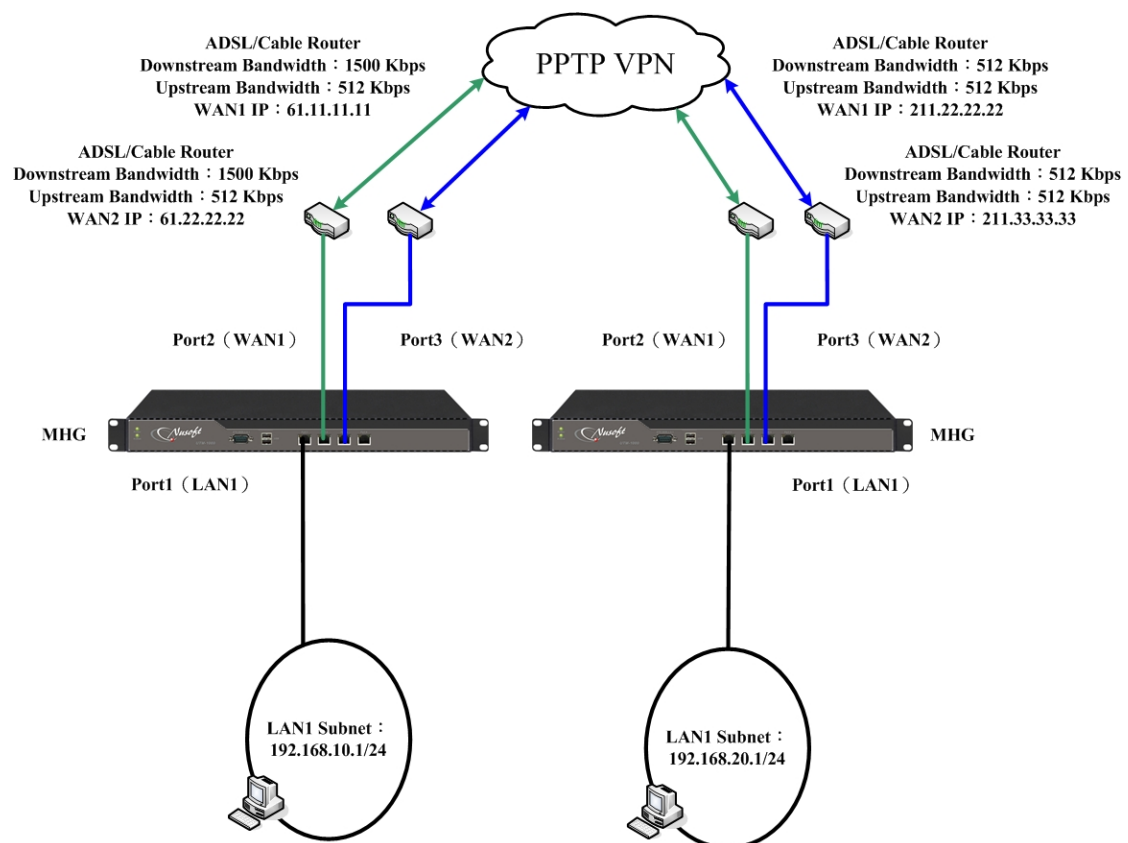 ADSL/Cable Router
Downstream Bandwidth：1500 Kbps
Upstream Bandwidth：512 Kbps
WAN1 IP：61.11.11.11
PPTP VPN
ADSL/Cable Router
Downstream Bandwidth：512 Kbps
Upstream Bandwidth：512 Kbps
WAN1 IP：211.22.22.22
ADSL/Cable Router
Downstream Bandwidth：1500 Kbps
Upstream Bandwidth：512 Kbps
WAN2 IP：61.22.22.22
ADSL/Cable Router
Downstream Bandwidth：512 Kbps
Upstream Bandwidth：512 Kbps
WAN2 IP：211.33.33.33
Port2（WAN1）
Port3（WAN2）
Port2（WAN1）
Port3（WAN2）
MHG
Nusoft
Nusoft
MHG
Port1（LAN1）
Port1（LAN1）
LAN1 Subnet：
192.168.10.1/24
LAN1 Subnet：
192.168.20.1/24